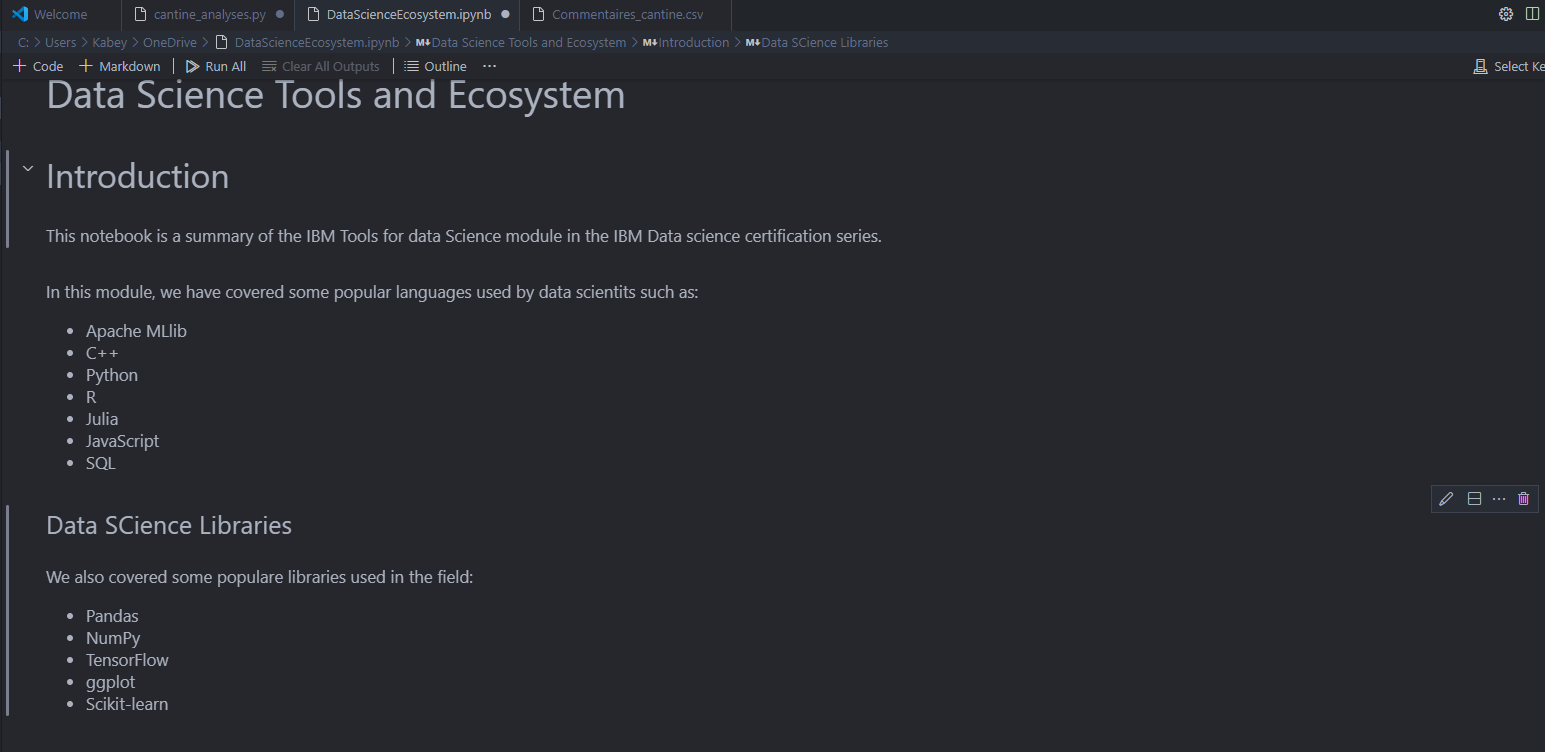 Welcome
cantine_analyses.py
DataScienceEcosystem.ipynb
Commentaires_cantine.csv
C: > Users > Kabey > OneDrive > DataScienceEcosystem.ipynb > M↓Data Science Tools and Ecosystem > M↓Introduction > M↓Data SCience Libraries
+ Code + Markdown | Run All Clear All Outputs | Outline ... Select Ke
Data Science Tools and Ecosystem
Introduction
This notebook is a summary of the IBM Tools for data Science module in the IBM Data science certification series.
In this module, we have covered some popular languages used by data scientits such as:
• Apache MLlib
• C++
• Python
• R
• Julia
• JavaScript
• SQL
Data SCience Libraries
We also covered some populare libraries used in the field:
• Pandas
• NumPy
• TensorFlow
• ggplot
• Scikit-learn